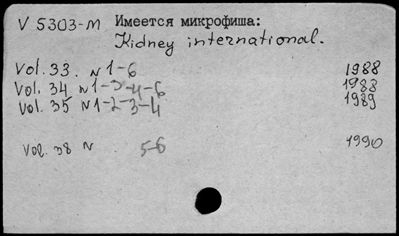 V 5303-М Имеется микрофиша:
Kidney international.
Vol. 33. N 1-6 1988
Vol. 34 N 1-3-4-6 1988
Vol. 35 N 1-2-3-4 1989
Vol. 38 N 5-6 1990